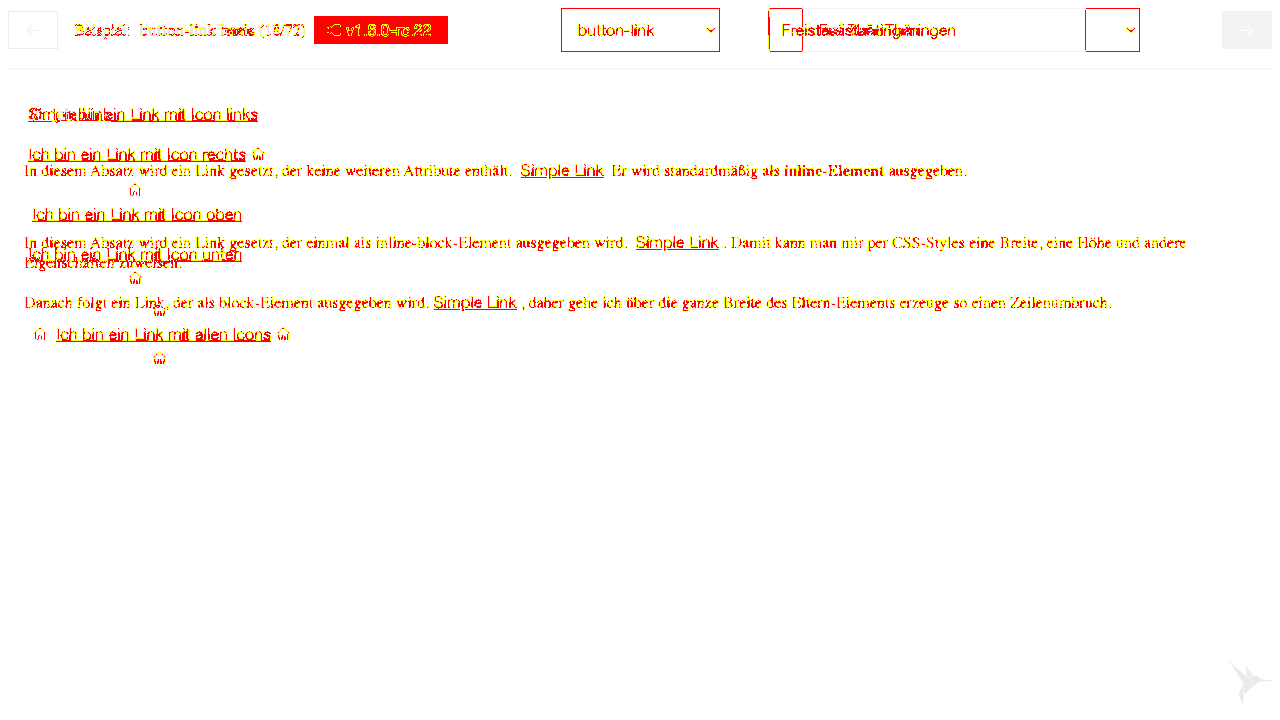 Beispiel: button-link basis (16/72) v1.6.0-rc.22 button-link Freistaat Thüringen
Ich bin ein Link mit Icon links
Ich bin ein Link mit Icon rechts
In diesem Absatz wird ein Link gesetzt, der keine weiteren Attribute enthält. Simple Link Er wird standardmäßig als inline-Element ausgegeben.
Ich bin ein Link mit Icon oben
In diesem Absatz wird ein Link gesetzt, der einmal als inline-block-Element ausgegeben wird. Simple Link . Damit kann man mir per CSS-Styles eine Breite, eine Höhe und andere
Ich bin ein Link mit Icon unten
Eigenschaften zuweisen.
Danach folgt ein Link, der als block-Element ausgegeben wird. Simple Link , daher gehe ich über die ganze Breite des Eltern-Elements erzeuge so einen Zeilenumbruch.
Ich bin ein Link mit allen Icons